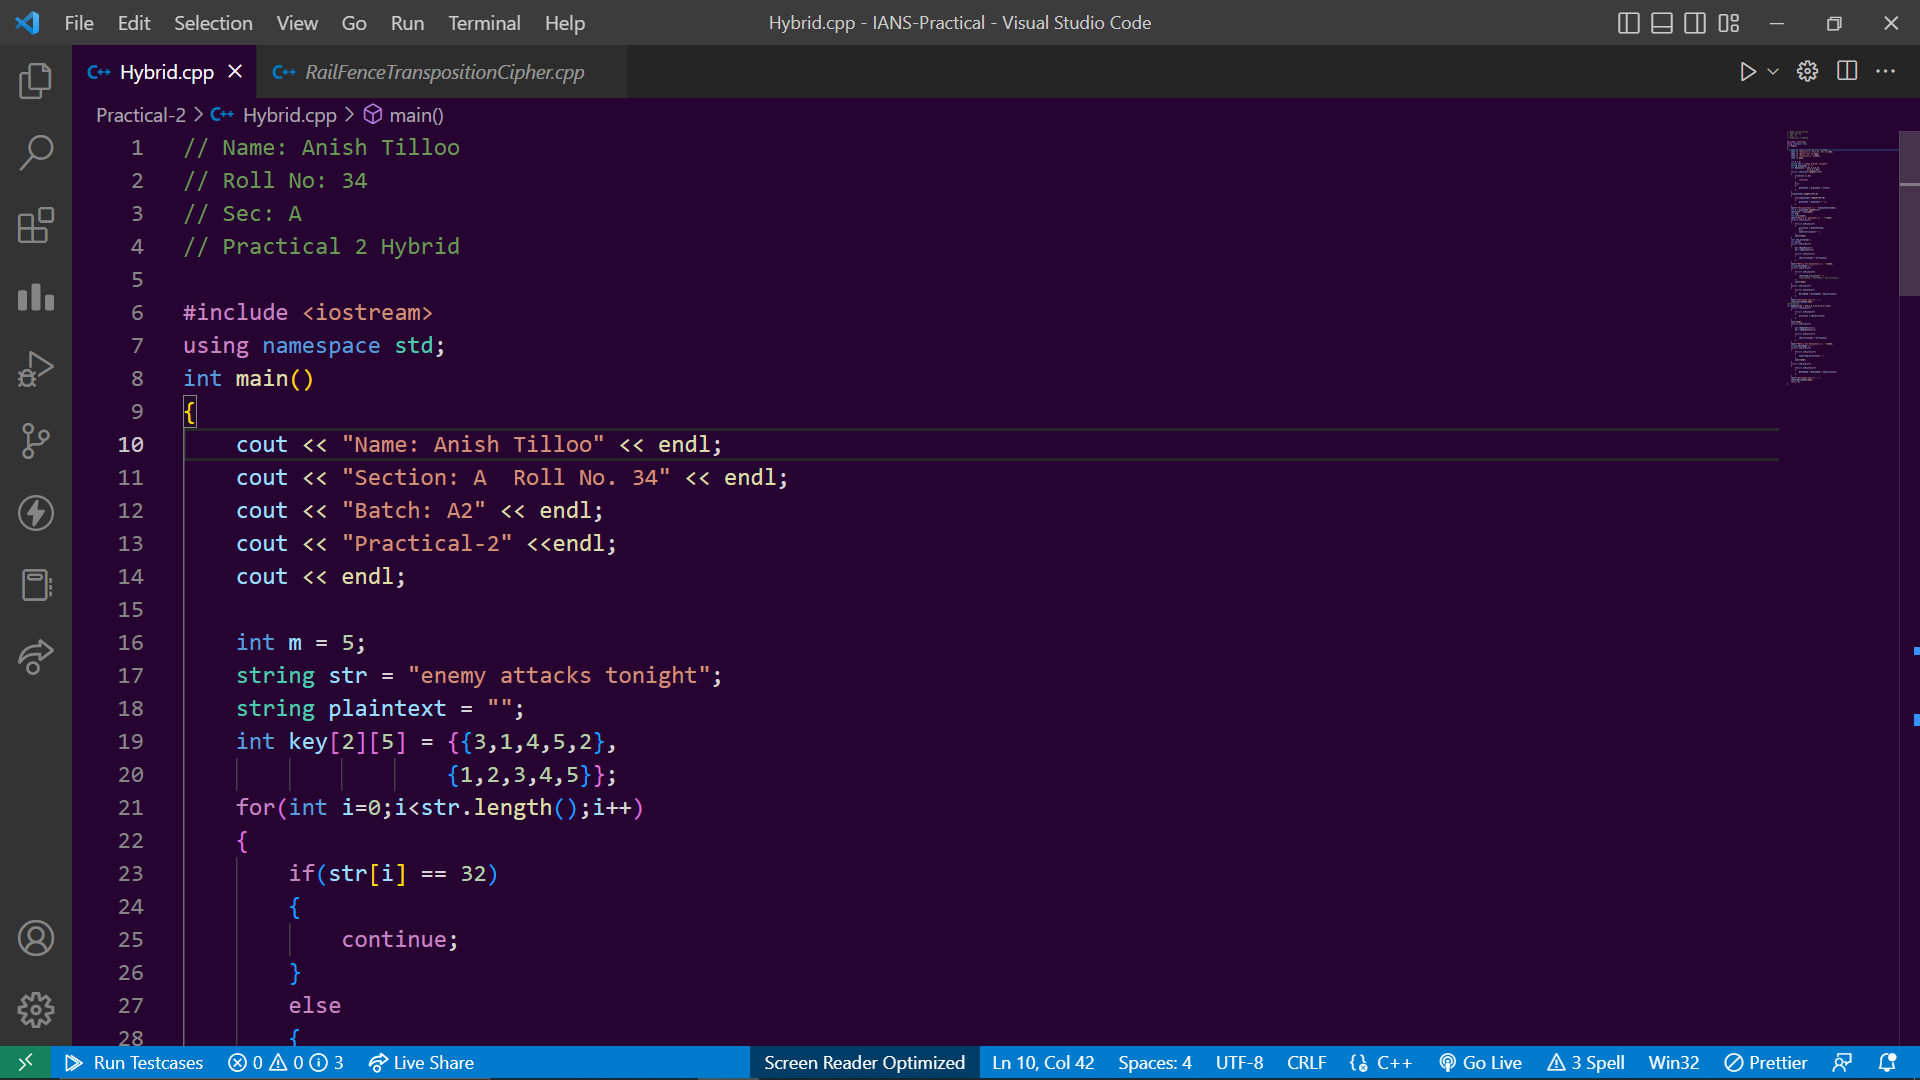 File Edit Selection View Go Run Terminal Help
Hybrid.cpp - IANS-Practical - Visual Studio Code
C++ Hybrid.cpp
C++ RailFenceTranspositionCipher.cpp
Practical-2 > C++ Hybrid.cpp > main()
1 // Name: Anish Tilloo
2 // Roll No: 34
3 // Sec: A
4 // Practical 2 Hybrid
5
6 #include <iostream>
7 using namespace std;
8 int main()
9 {
10 cout << "Name: Anish Tilloo" << endl;
11 cout << "Section: A  Roll No. 34" << endl;
12 cout << "Batch: A2" << endl;
13 cout << "Practical-2" <<endl;
14 cout << endl;
15
16 int m = 5;
17 string str = "enemy attacks tonight";
18 string plaintext = "";
19 int key[2][5] = {{3,1,4,5,2},
20 {1,2,3,4,5}};
21 for(int i=0;i<str.length();i++)
22 {
23 if(str[i] == 32)
24 {
25 continue;
26 }
27 else
28 {
Run Testcases 0 0 3 Live Share Screen Reader Optimized Ln 10, Col 42 Spaces: 4 UTF-8 CRLF {} C++ Go Live 3 Spell Win32 Prettier